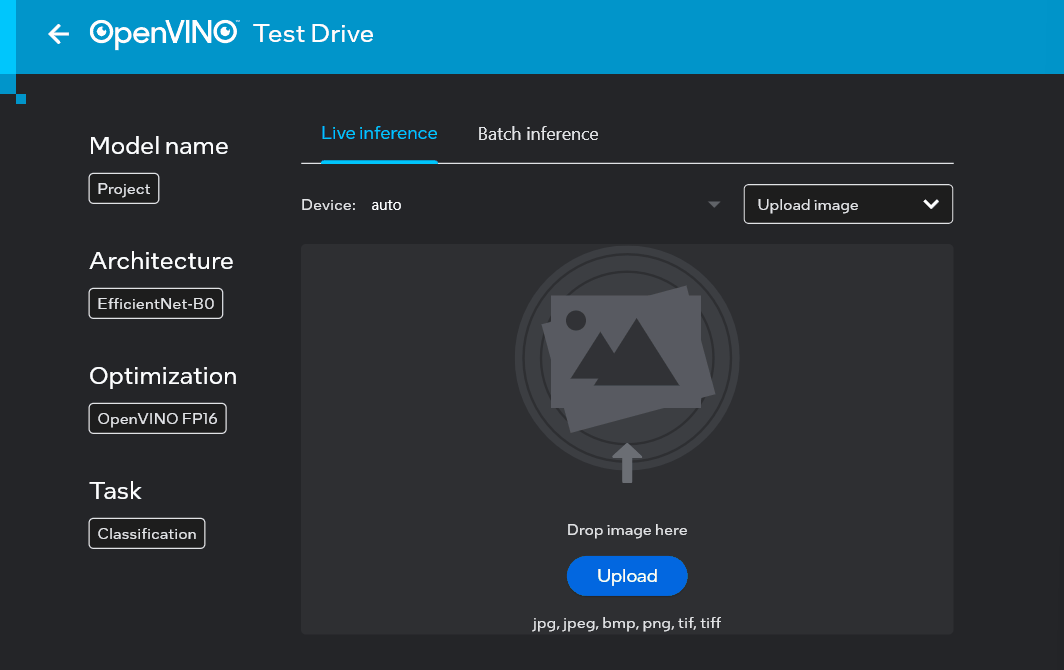 OpenVINO™ Test Drive
Model name
Project
Architecture
EfficientNet-B0
Optimization
OpenVINO FP16
Task
Classification
Live inference
Batch inference
Device: auto
Upload image
Drop image here
Upload
jpg, jpeg, bmp, png, tif, tiff